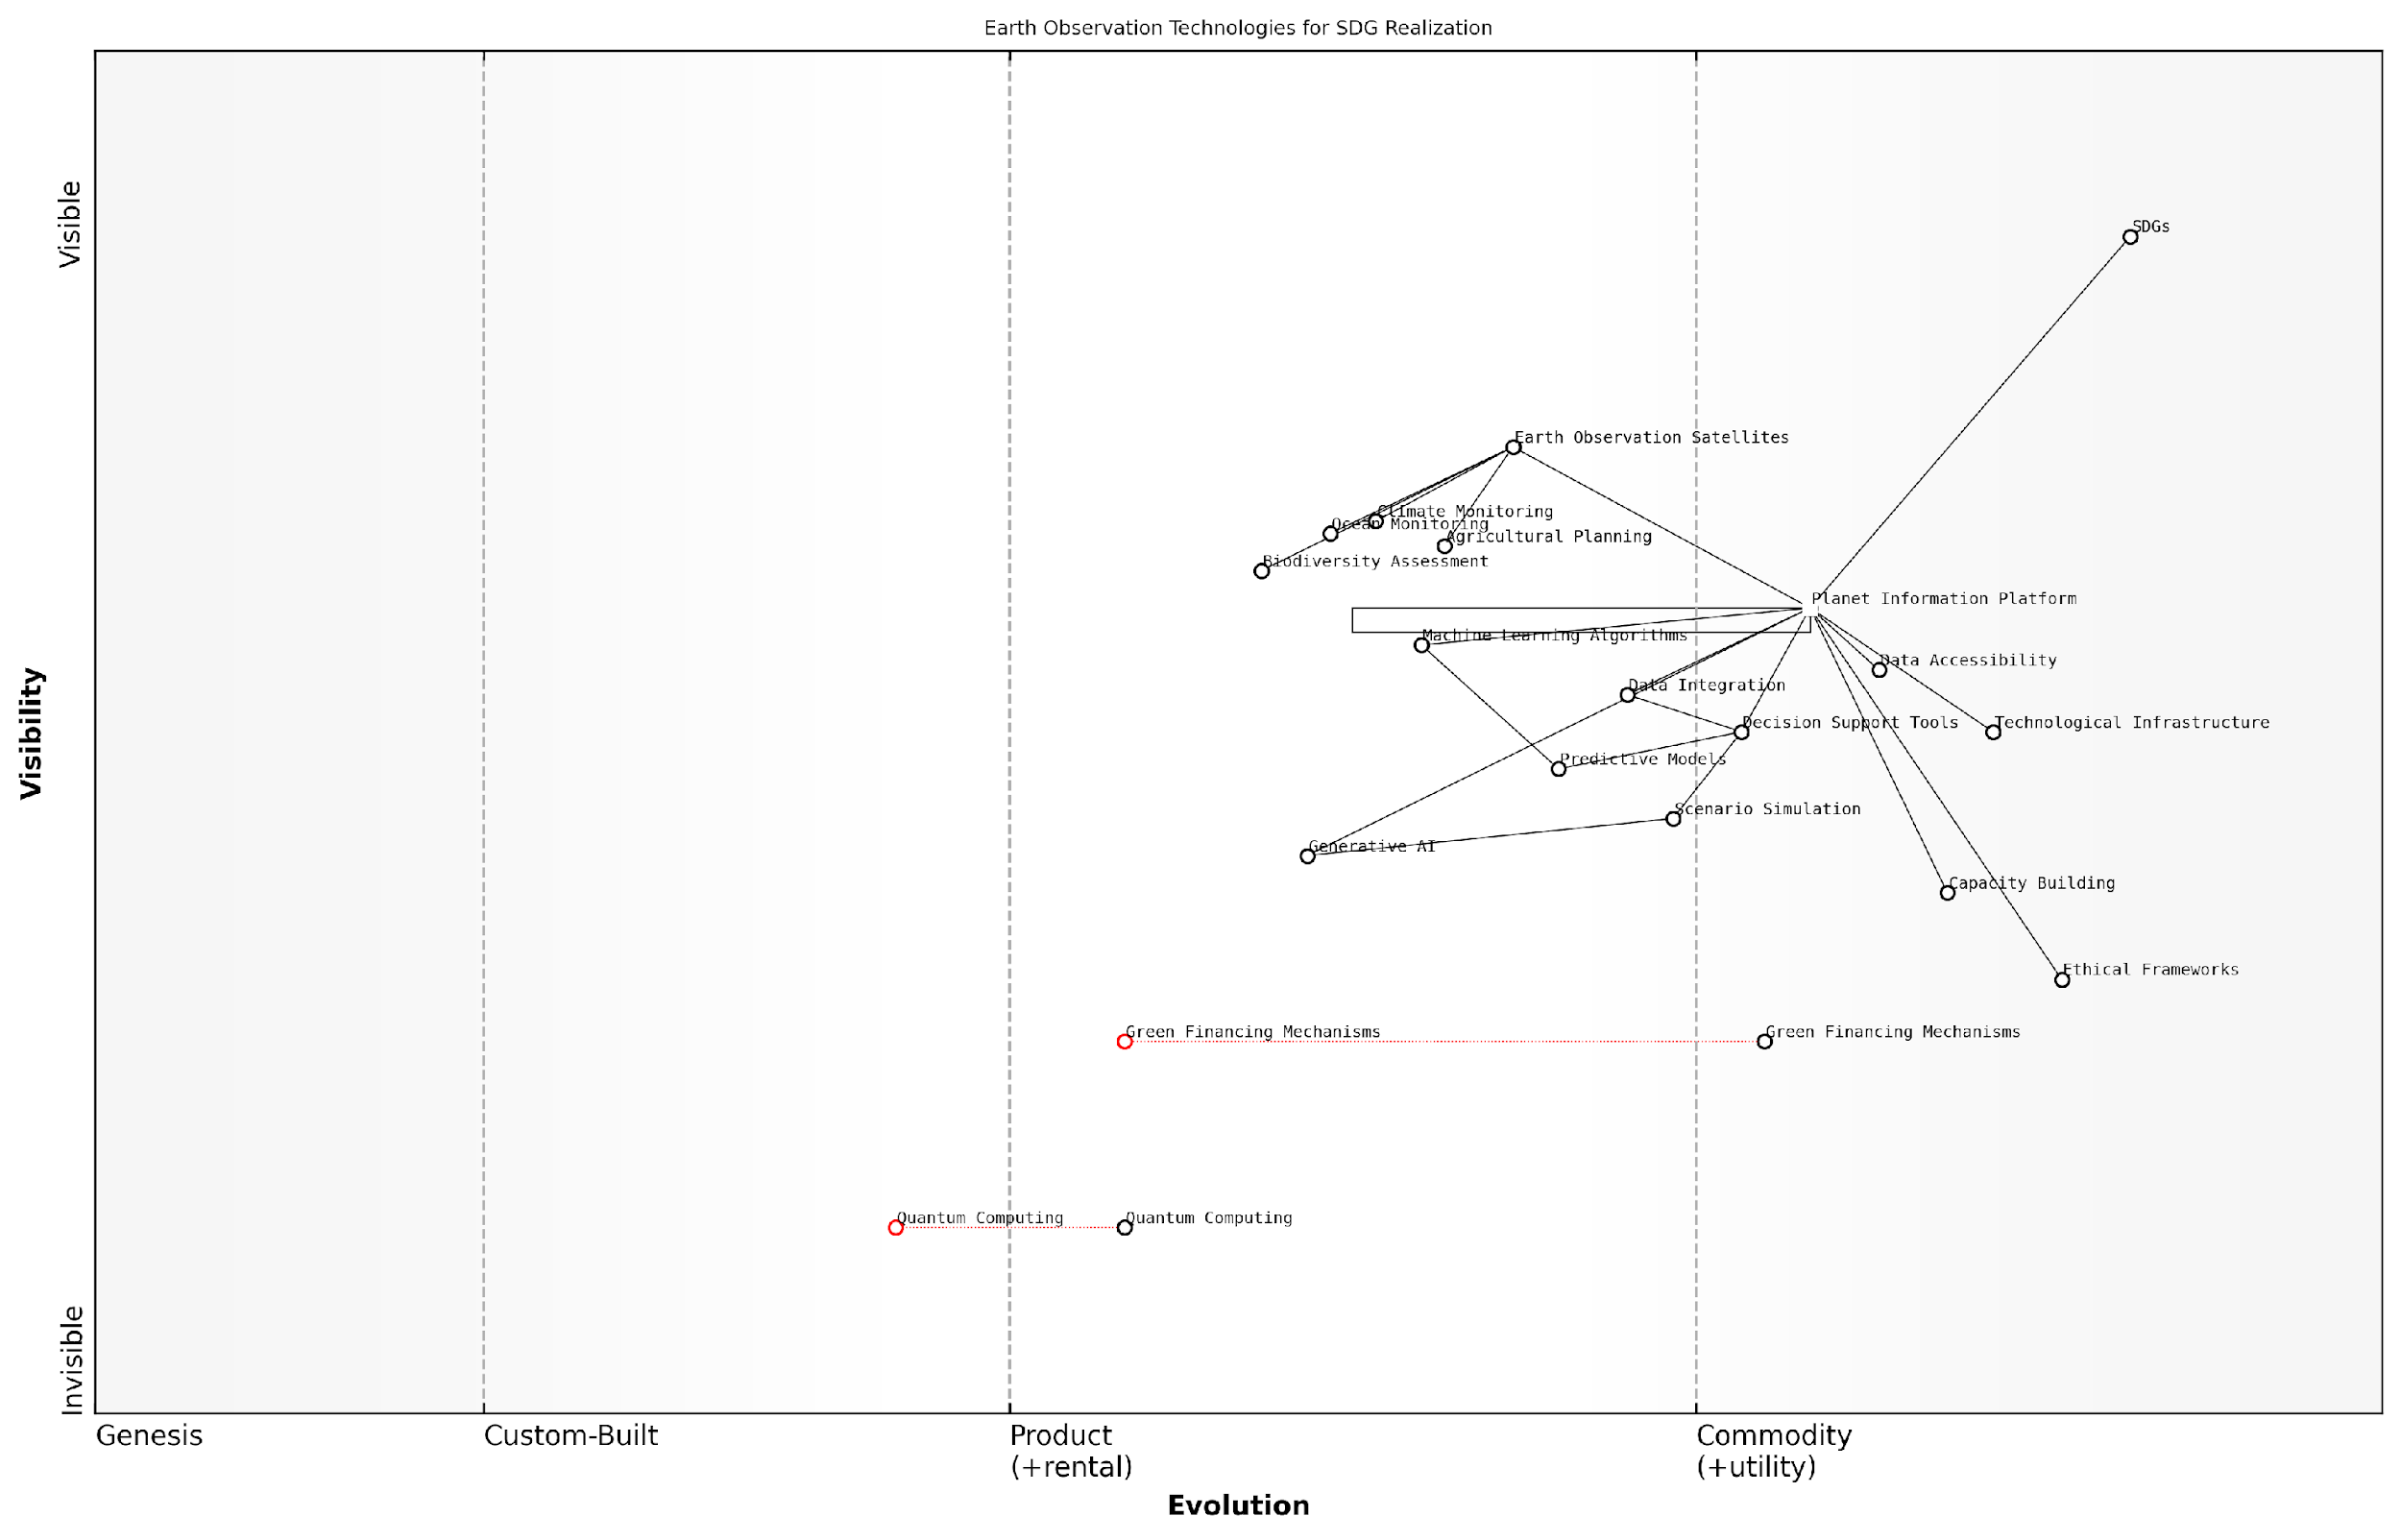 Earth Observation Technologies for SDG Realization
Visible
SDGs
Earth Observation Satellites
Climate Monitoring
Ocean Monitoring
Agricultural Planning
Biodiversity Assessment
Planet Information Platform
Machine Learning Algorithms
Data Accessibility
Data Integration
Decision Support Tools
Technological Infrastructure
Predictive Models
Scenario Simulation
Generative AI
Capacity Building
Ethical Frameworks
Green Financing Mechanisms
Green Financing Mechanisms
Quantum Computing
Quantum Computing
Visibility
Invisible
Genesis
Custom-Built
Product
(+rental)
Commodity
(+utility)
Evolution